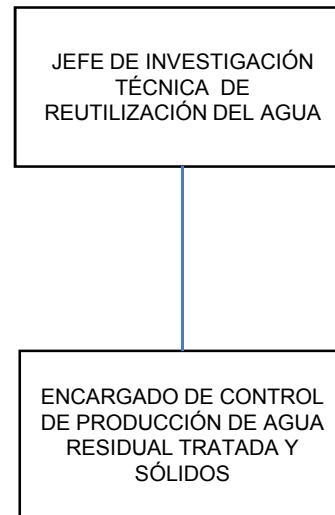 JEFE DE INVESTIGACIÓN
TÉCNICA DE
REUTILIZACIÓN DEL AGUA
ENCARGADO DE CONTROL
DE PRODUCCIÓN DE AGUA
RESIDUAL TRATADA Y
SÓLIDOS